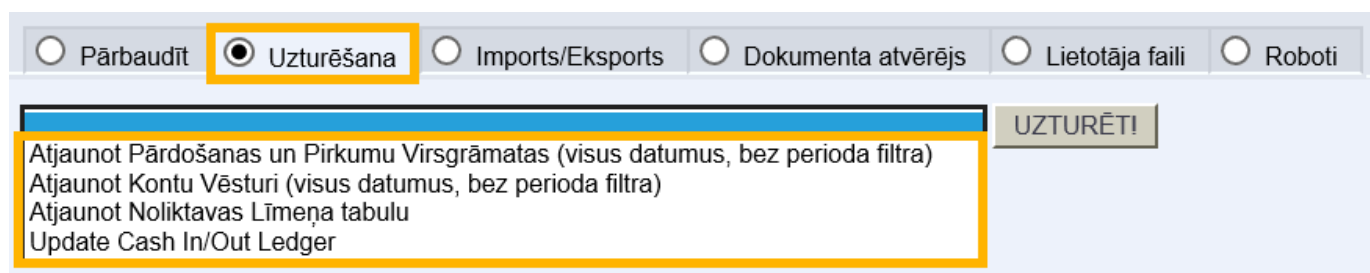 Pārbaudīt Uzturēšana Imports/Eksports Dokumenta atvērējs Lietotāja faili Roboti
UZTURĒT!
Atjaunot Pārdošanas un Pirkumu Virsgrāmatas (visus datumus, bez perioda filtra)
Atjaunot Kontu Vēsturi (visus datumus, bez perioda filtra)
Atjaunot Noliktavas Līmeņa tabulu
Update Cash In/Out Ledger